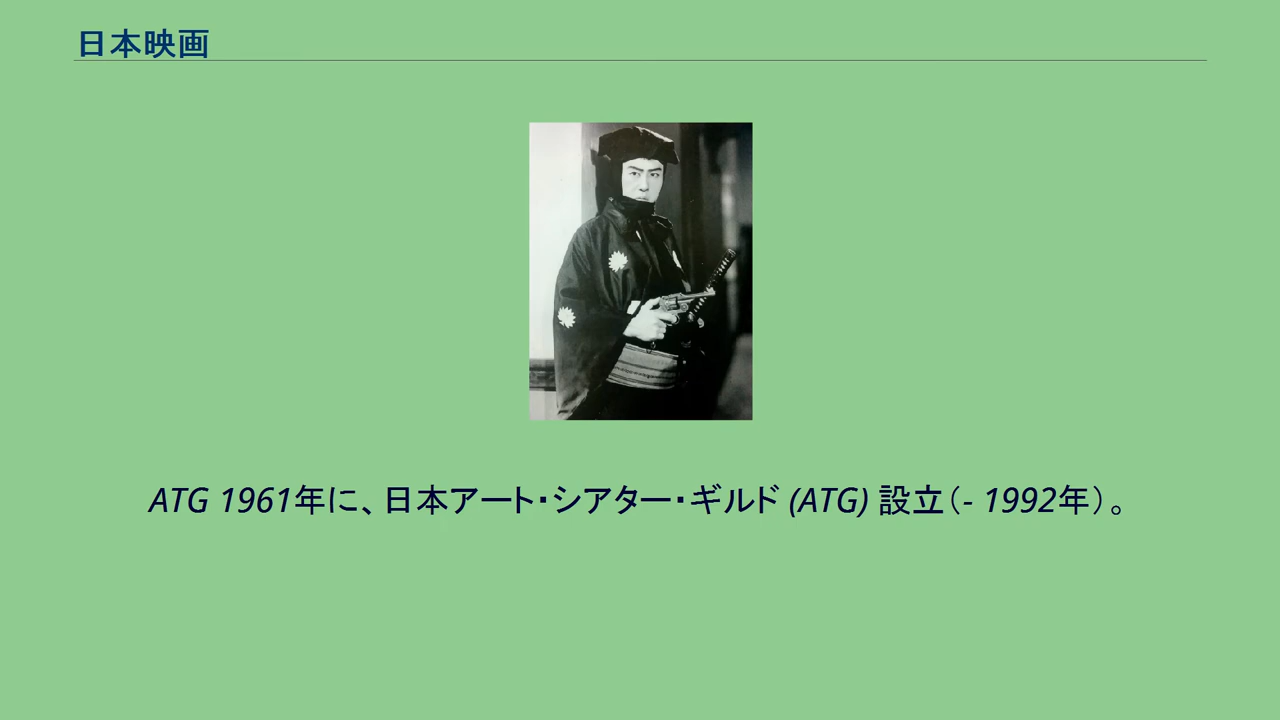 日本映画
ATG 1961年に、日本アート・シアター・ギルド (ATG) 設立（- 1992年）。